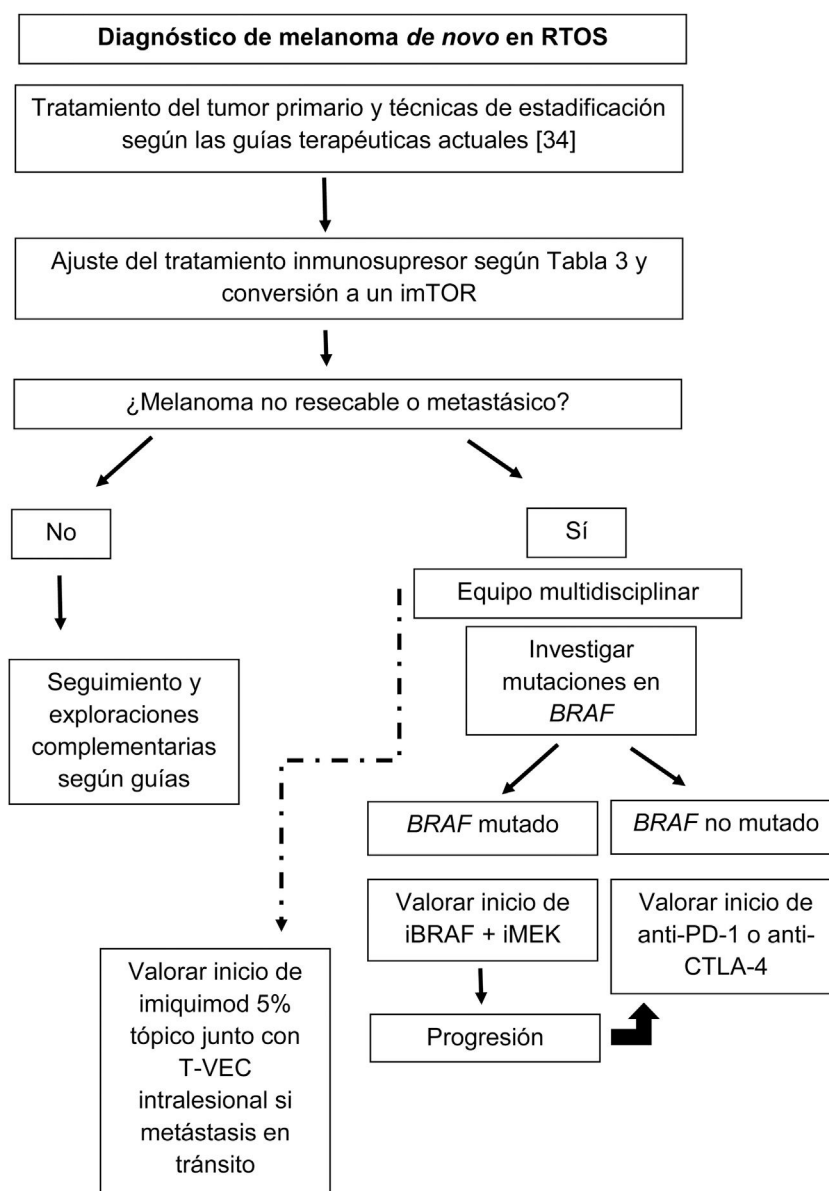 Diagnóstico de melanoma de novo en RTOS
Tratamiento del tumor primario y técnicas de estadificación
según las guías terapéuticas actuales [34]
Ajuste del tratamiento inmunosupresor según Tabla 3 y
conversión a un imTOR
¿Melanoma no resecable o metastásico?
No
Sí
Equipo multidisciplinar
Seguimiento y
exploraciones
complementarias
según guías
Investigar
mutaciones en
BRAF
BRAF mutado
BRAF no mutado
Valorar inicio de
iBRAF + iMEK
Valorar inicio de
anti-PD-1 o anti-
CTLA-4
Progresión
Valorar inicio de
imiquimod 5%
tópico junto con
T-VEC
intralesional si
metástasis en
tránsito